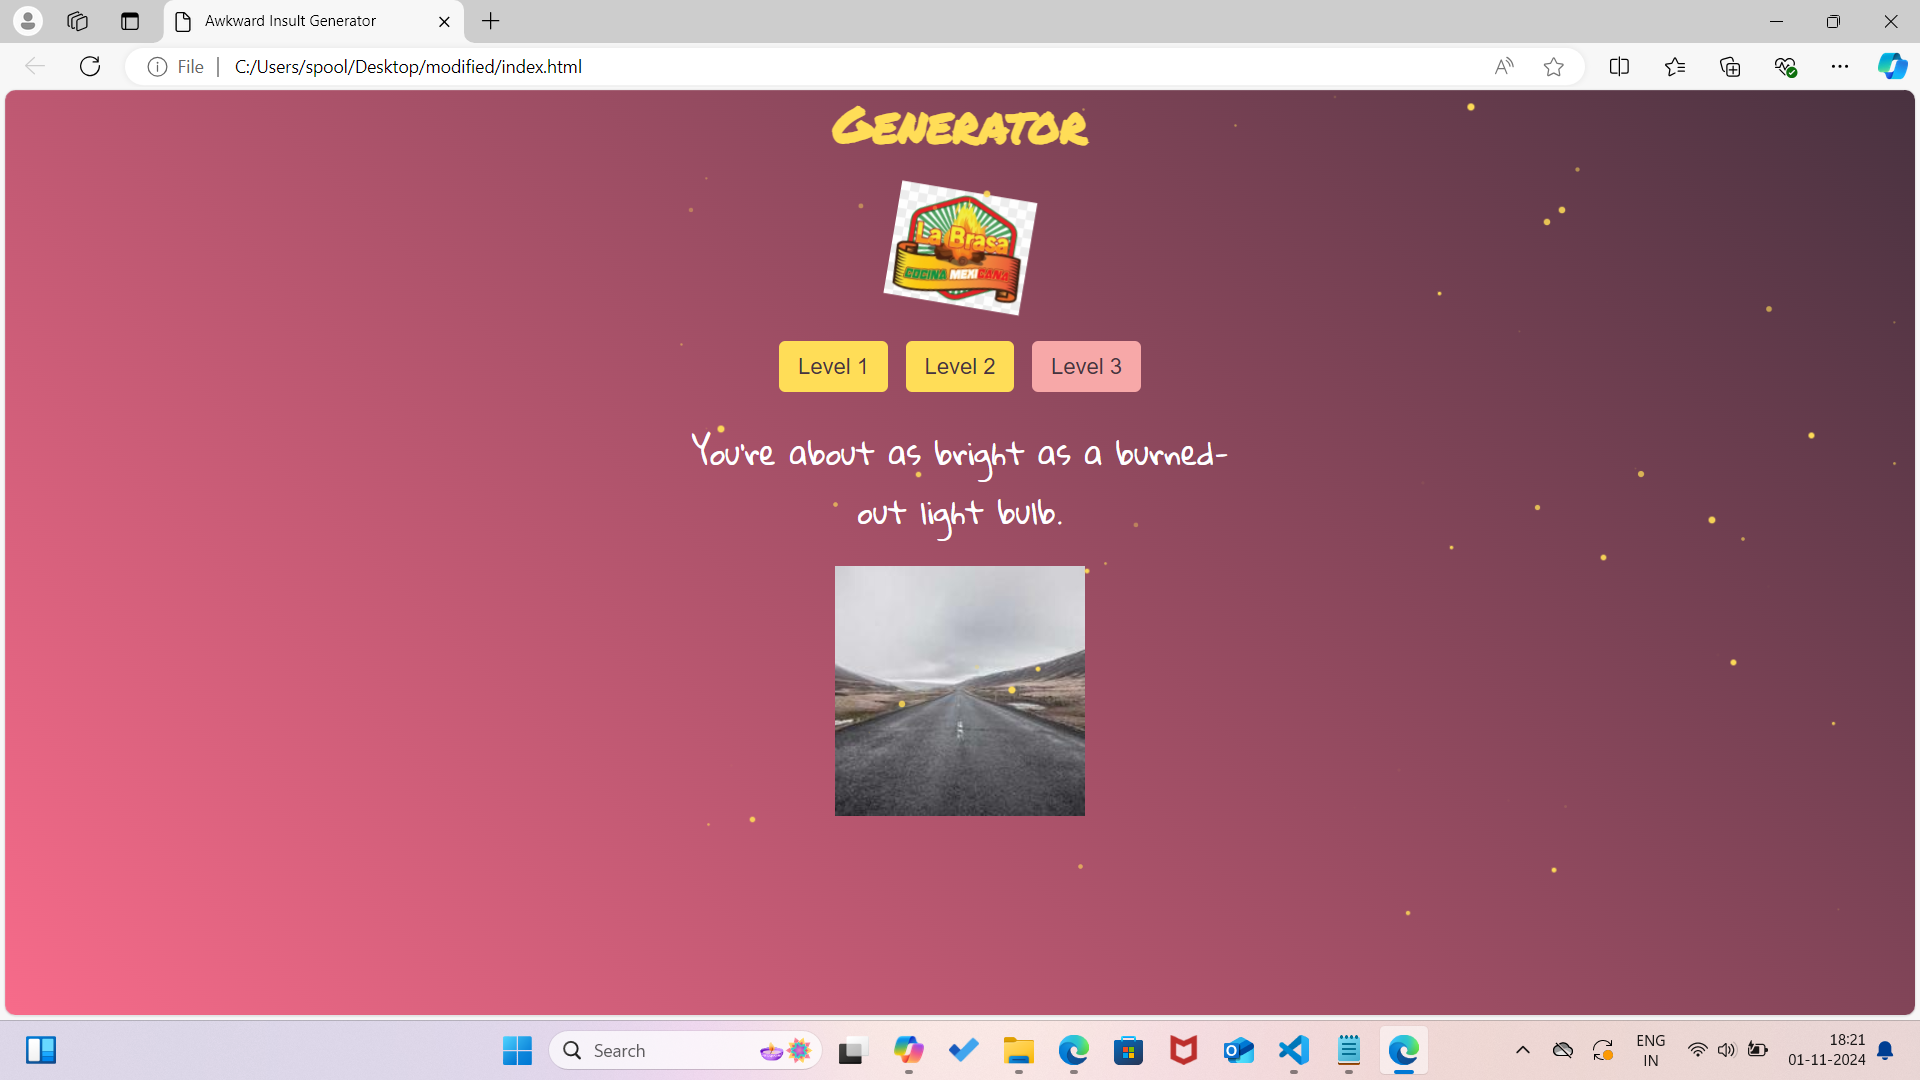 Awkward Insult Generator
File
C:/Users/spool/Desktop/modified/index.html
Generator
La Brasa
COCINA MEXICANA
Level 1 Level 2 Level 3
You're about as bright as a burned-
out light bulb.
Search
ENG
IN
18:21
01-11-2024